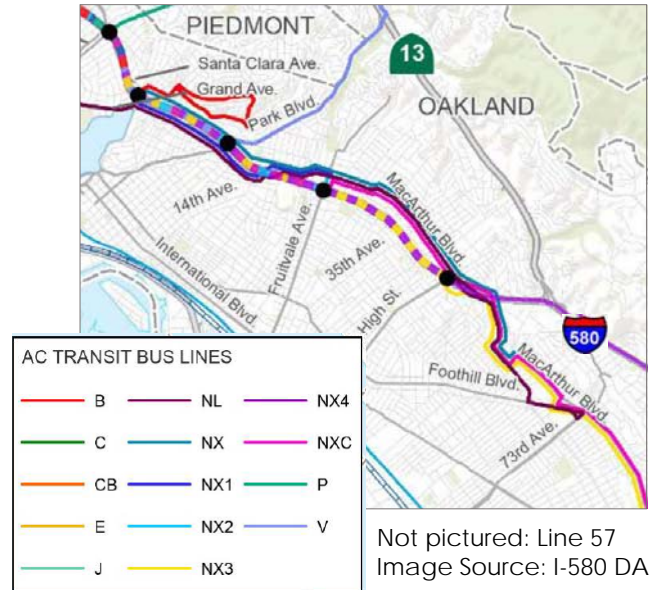 PIEDMONT
Santa Clara Ave.
Grand Ave.
Park Blvd.
13
OAKLAND
14th Ave.
MacArthur Blvd
International Blvd.
Fruitvale Ave.
35th Ave.
High St.
580
MacArthur Blvd
Foothill Blvd.
73rd Ave.
AC TRANSIT BUS LINES
B NL NX4
C NX NXC
CB NX1 P
E NX2 V
J NX3
Not pictured: Line 57
Image Source: I-580 DA